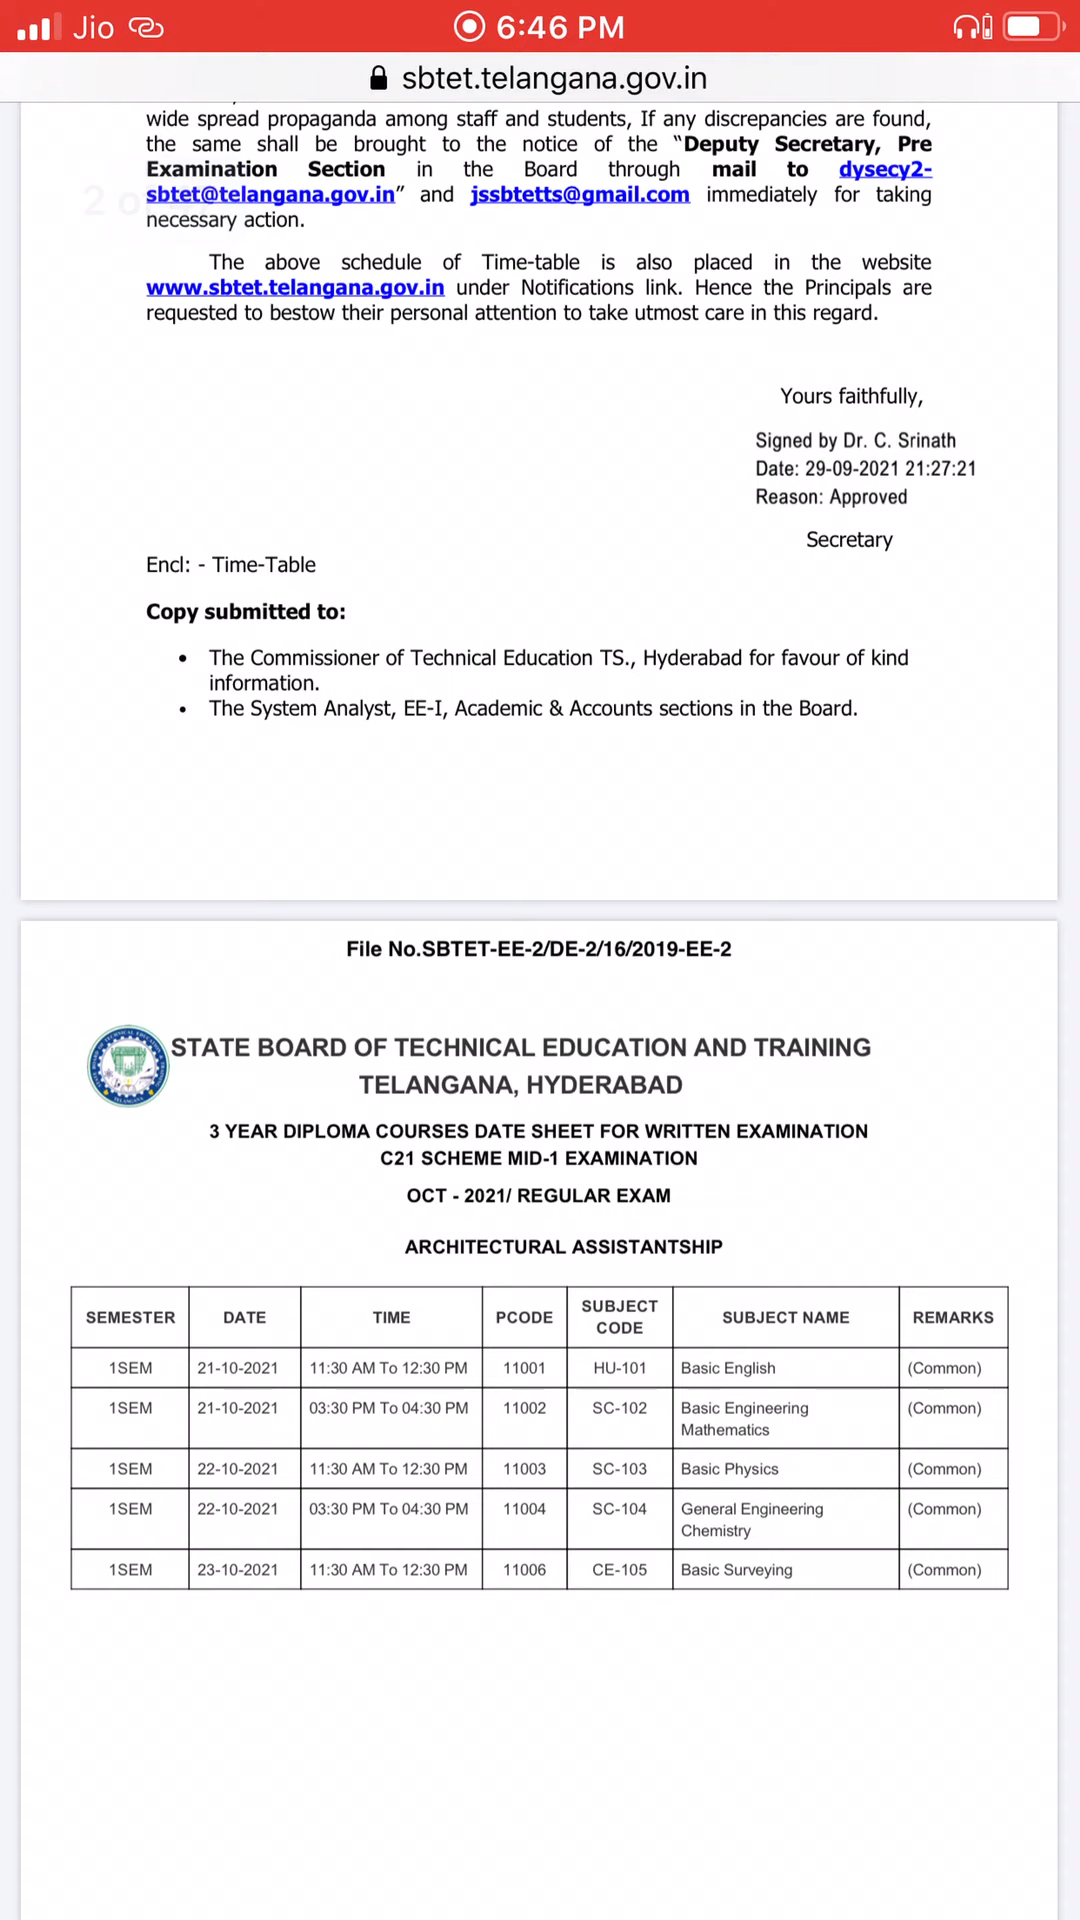 Jio 6:46 PM
sbtet.telangana.gov.in
wide spread propaganda among staff and students, If any discrepancies are found,
the same shall be brought to the notice of the “Deputy Secretary, Pre
Examination Section in the Board through mail to dysecy2-
sbtet@telangana.gov.in” and jssbtetts@gmail.com immediately for taking
necessary action.
The above schedule of Time-table is also placed in the website
www.sbtet.telangana.gov.in under Notifications link. Hence the Principals are
requested to bestow their personal attention to take utmost care in this regard.
Yours faithfully,
Signed by Dr. C. Srinath
Date: 29-09-2021 21:27:21
Reason: Approved
Secretary
Encl: - Time-Table
Copy submitted to:
• The Commissioner of Technical Education TS., Hyderabad for favour of kind
information.
• The System Analyst, EE-I, Academic & Accounts sections in the Board.
File No.SBTET-EE-2/DE-2/16/2019-EE-2
STATE BOARD OF TECHNICAL EDUCATION AND TRAINING
TELANGANA, HYDERABAD
3 YEAR DIPLOMA COURSES DATE SHEET FOR WRITTEN EXAMINATION
C21 SCHEME MID-1 EXAMINATION
OCT - 2021/ REGULAR EXAM
ARCHITECTURAL ASSISTANTSHIP
SEMESTER DATE TIME PCODE SUBJECT CODE SUBJECT NAME REMARKS
1SEM 21-10-2021 11:30 AM To 12:30 PM 11001 HU-101 Basic English (Common)
1SEM 21-10-2021 03:30 PM To 04:30 PM 11002 SC-102 Basic Engineering Mathematics (Common)
1SEM 22-10-2021 11:30 AM To 12:30 PM 11003 SC-103 Basic Physics (Common)
1SEM 22-10-2021 03:30 PM To 04:30 PM 11004 SC-104 General Engineering Chemistry (Common)
1SEM 23-10-2021 11:30 AM To 12:30 PM 11006 CE-105 Basic Surveying (Common)